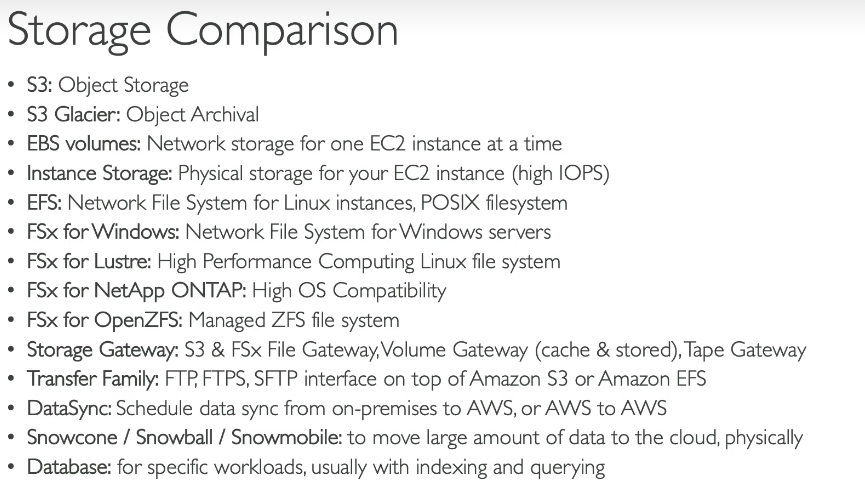 Storage Comparison
• S3: Object Storage
• S3 Glacier: Object Archival
• EBS volumes: Network storage for one EC2 instance at a time
• Instance Storage: Physical storage for your EC2 instance (high IOPS)
• EFS: Network File System for Linux instances, POSIX filesystem
• FSx for Windows: Network File System for Windows servers
• FSx for Lustre: High Performance Computing Linux file system
• FSx for NetApp ONTAP: High OS Compatibility
• FSx for OpenZFS: Managed ZFS file system
• Storage Gateway: S3 & FSx File Gateway, Volume Gateway (cache & stored), Tape Gateway
• Transfer Family: FTP, FTPS, SFTP interface on top of Amazon S3 or Amazon EFS
• DataSync: Schedule data sync from on-premises to AWS, or AWS to AWS
• Snowcone / Snowball / Snowmobile: to move large amount of data to the cloud, physically
• Database: for specific workloads, usually with indexing and querying